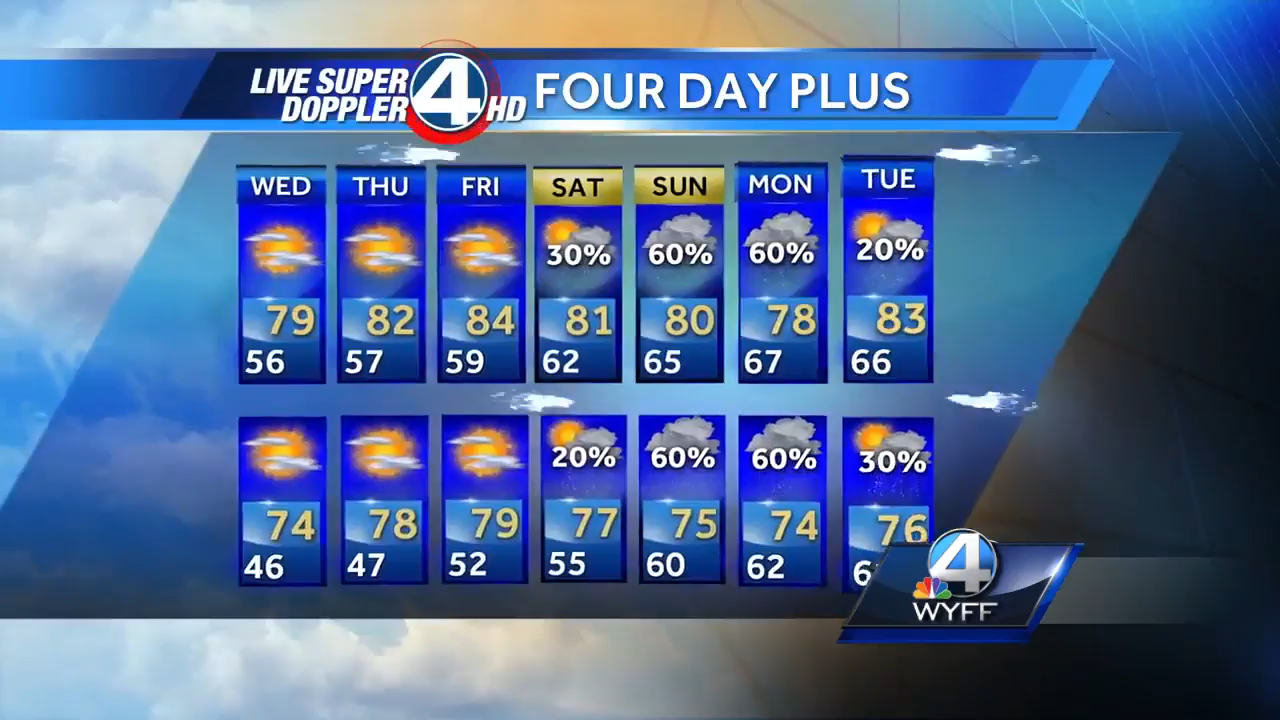 LIVE SUPER DOPPLER 4 HD
FOUR DAY PLUS
WED THU FRI SAT SUN MON TUE
30% 60% 60% 20%
79 82 84 81 80 78 83
56 57 59 62 65 67 66
20% 60% 60% 30%
74 78 79 77 75 74 76
46 47 52 55 60 62
4
WYFF